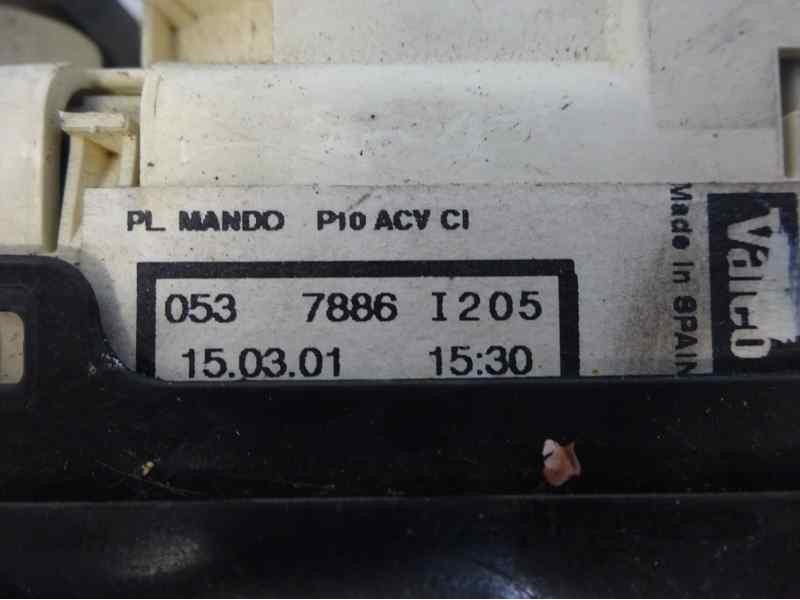 PL MANDO P10 ACV CI
053 7886 I205
15.03.01 15:30
Made In SPAIN
Valeo